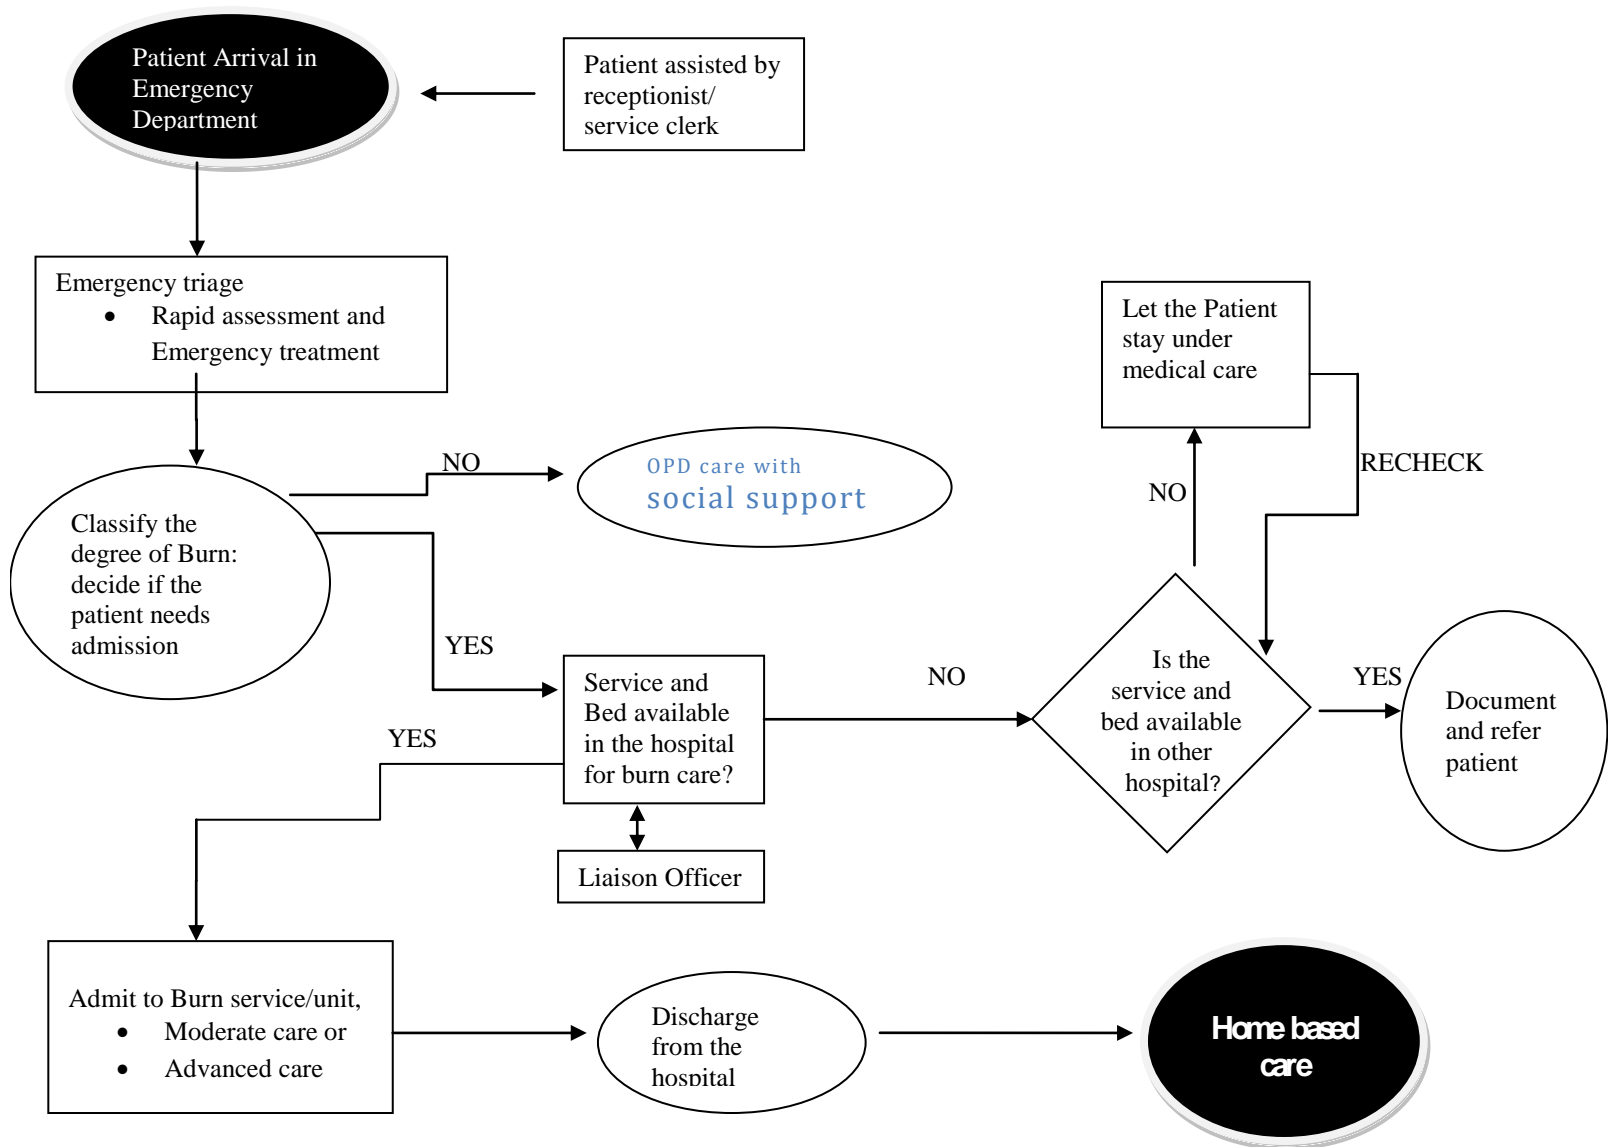 Patient Arrival in
Emergency
Department
Patient assisted by
receptionist/
service clerk
Emergency triage
• Rapid assessment and
Emergency treatment
Let the Patient
stay under
medical care
NO
OPD care with
social support
RECHECK
NO
Classify the
degree of Burn:
decide if the
patient needs
admission
YES
Service and
Bed available
in the hospital
for burn care?
NO
Is the
service and
bed available
in other
hospital?
YES
Document
and refer
patient
YES
Liaison Officer
Admit to Burn service/unit,
• Moderate care or
• Advanced care
Discharge
from the
hospital
Home based
care